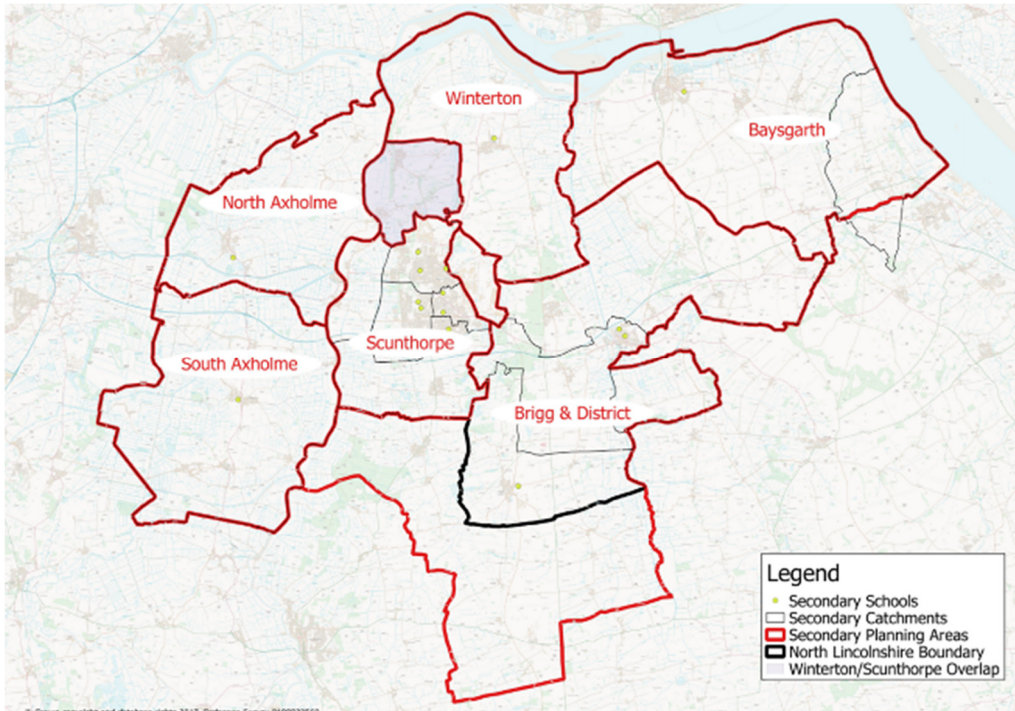 Winterton
Baysgarth
North Axholme
Scunthorpe
South Axholme
Brigg & District
Legend
Secondary Schools
Secondary Catchments
Secondary Planning Areas
North Lincolnshire Boundary
Winterton/Scunthorpe Overlap